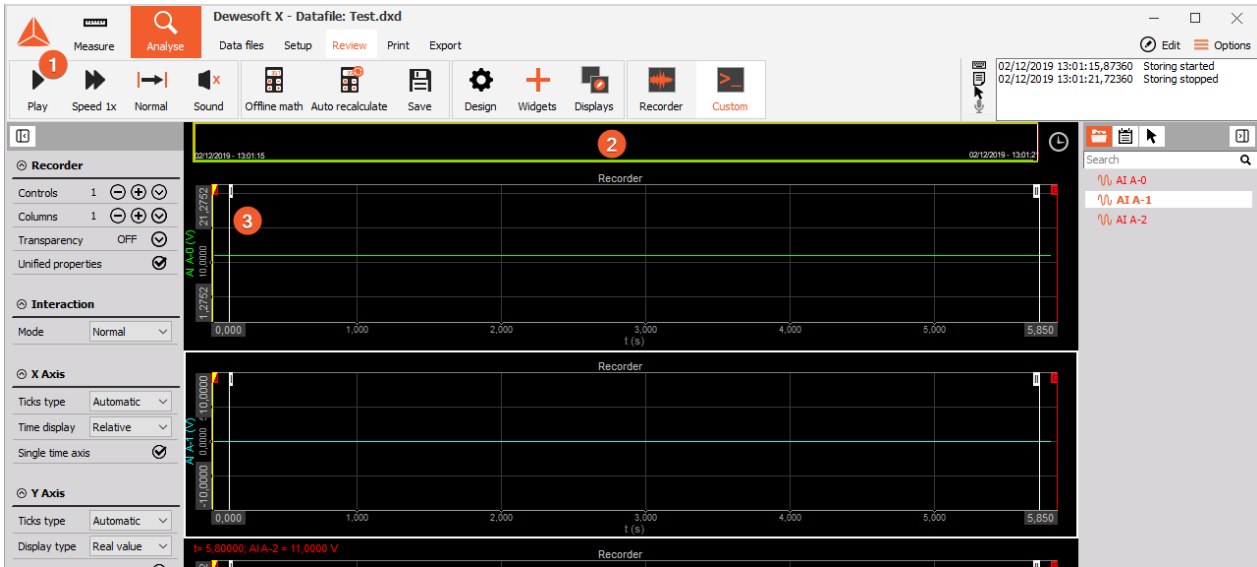 Dewesoft X - Datafile: Test.dxd
Measure
Analyse
Data files Setup Review Print Export
Edit Options
1
Play Speed 1x Normal Sound Offline math Auto recalculate Save Design Widgets Displays Recorder Custom
02/12/2019 13:01:15,87360 Storing started
02/12/2019 13:01:21,72360 Storing stopped
Recorder
Controls 1
Columns 1
Transparency OFF
Unified properties
Interaction
Mode Normal
X Axis
Ticks type Automatic
Time display Relative
Single time axis
Y Axis
Ticks type Automatic
Display type Real value
2
02/12/2019 - 13:01:15
02/12/2019 - 13:01:2
Recorder
3
AI A-0 (V)
21,2752
10,0000
1,2752
0,000 1,000 2,000 3,000 4,000 5,000 5,850
t (s)
Recorder
AI A-1 (V)
10,0000
0,0000
-10,0000
0,000 1,000 2,000 3,000 4,000 5,000 5,850
t (s)
t= 5,80000; AI A-2 = 11,0000 V
Recorder
Search
AI A-0
AI A-1
AI A-2